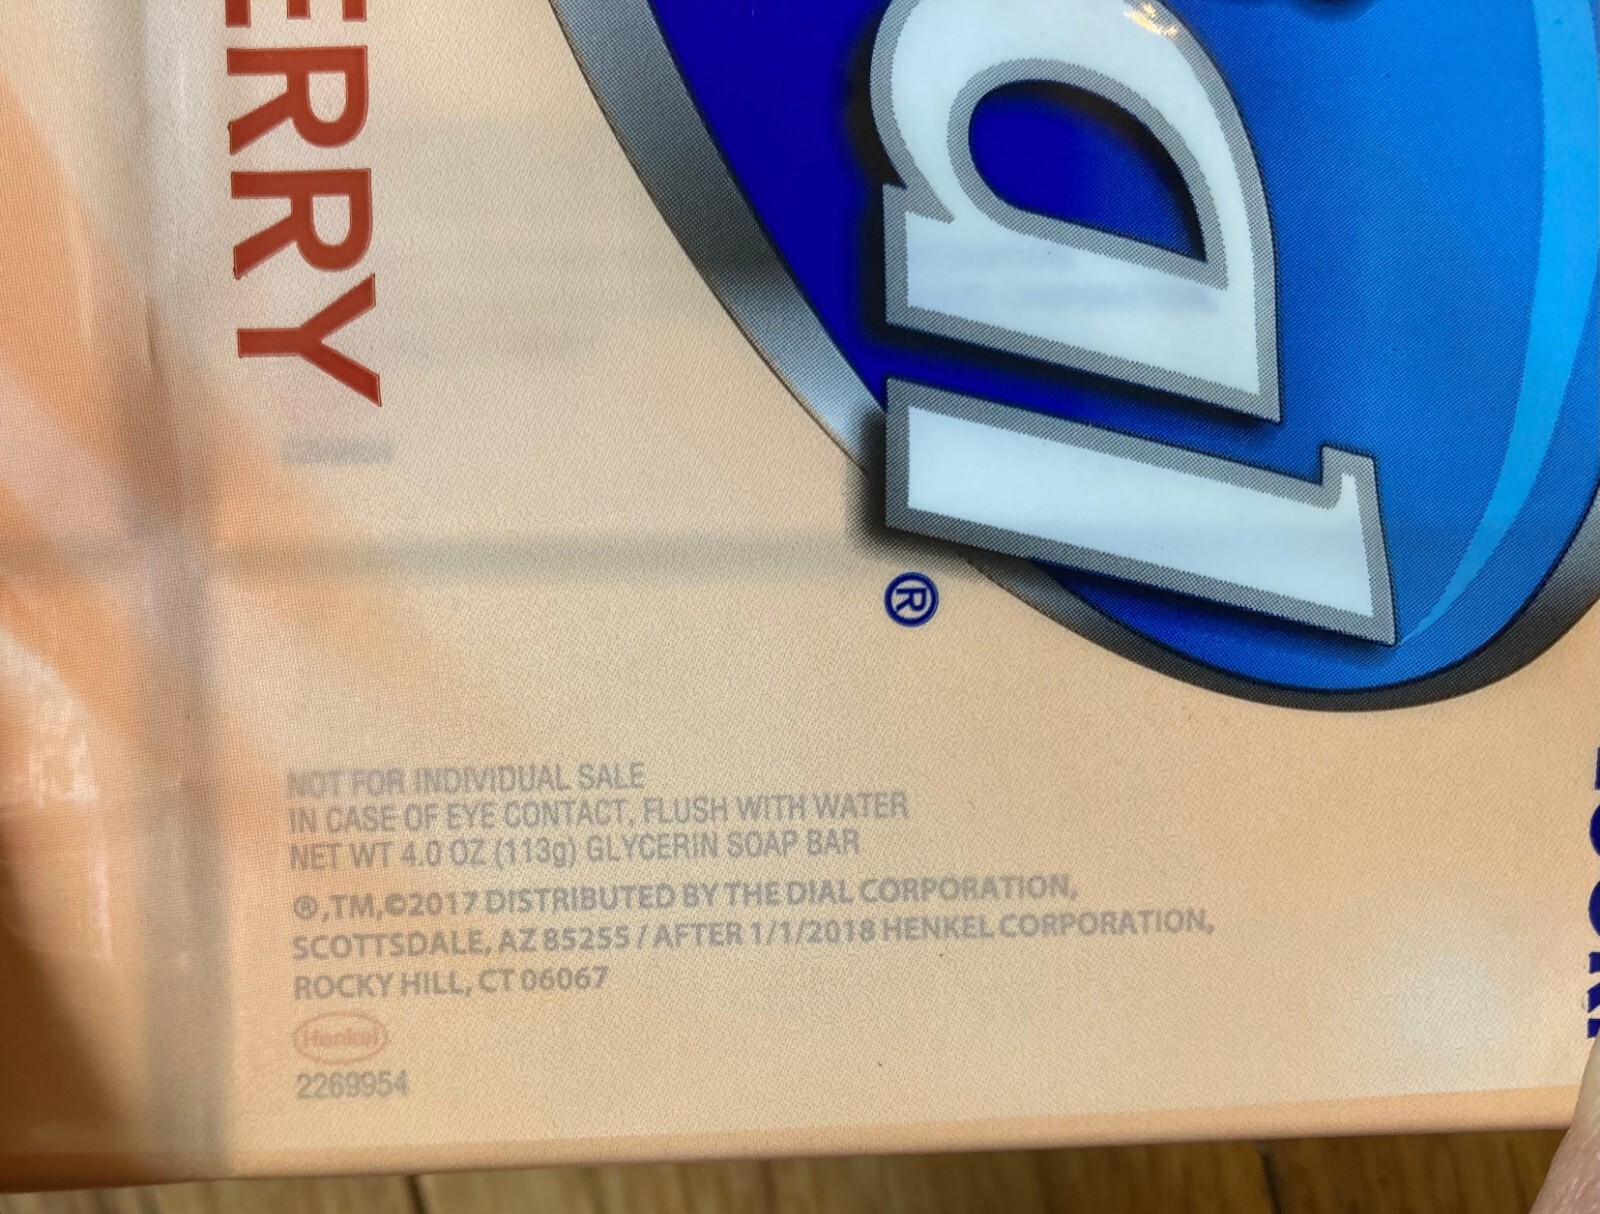 ERRY
al
®
NOT FOR INDIVIDUAL SALE
IN CASE OF EYE CONTACT, FLUSH WITH WATER
NET WT 4.0 OZ (113g) GLYCERIN SOAP BAR
®,TM,©2017 DISTRIBUTED BY THE DIAL CORPORATION,
SCOTTSDALE, AZ 85255 / AFTER 1/1/2018 HENKEL CORPORATION,
ROCKY HILL, CT 06067
Henkel
2269954